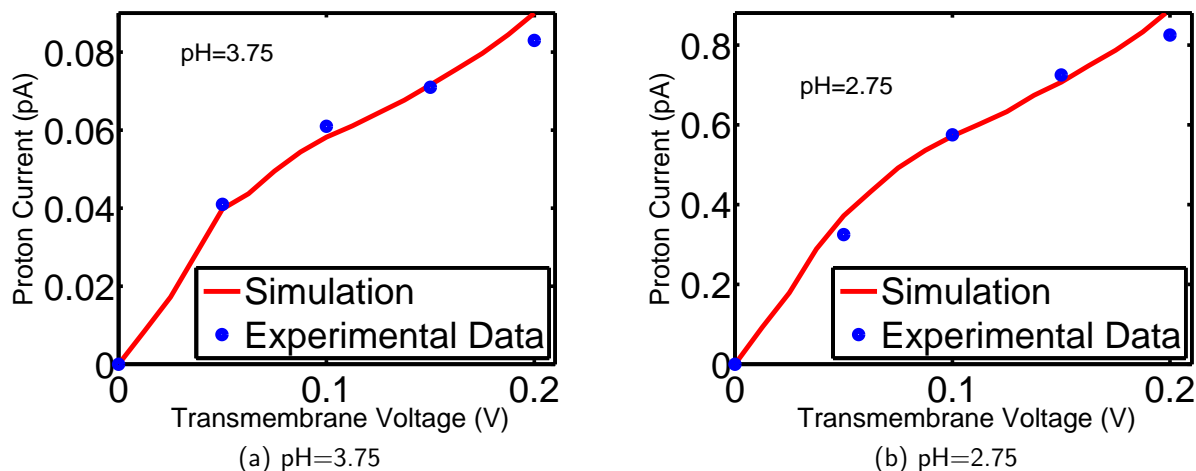 pH=3.75
Proton Current (pA)
0.08
0.06
0.04
0.02
0
Simulation
Experimental Data
0
0.1
0.2
Transmembrane Voltage (V)
(a) pH=3.75
pH=2.75
Proton Current (pA)
0.8
0.6
0.4
0.2
0
Simulation
Experimental Data
0
0.1
0.2
Transmembrane Voltage (V)
(b) pH=2.75